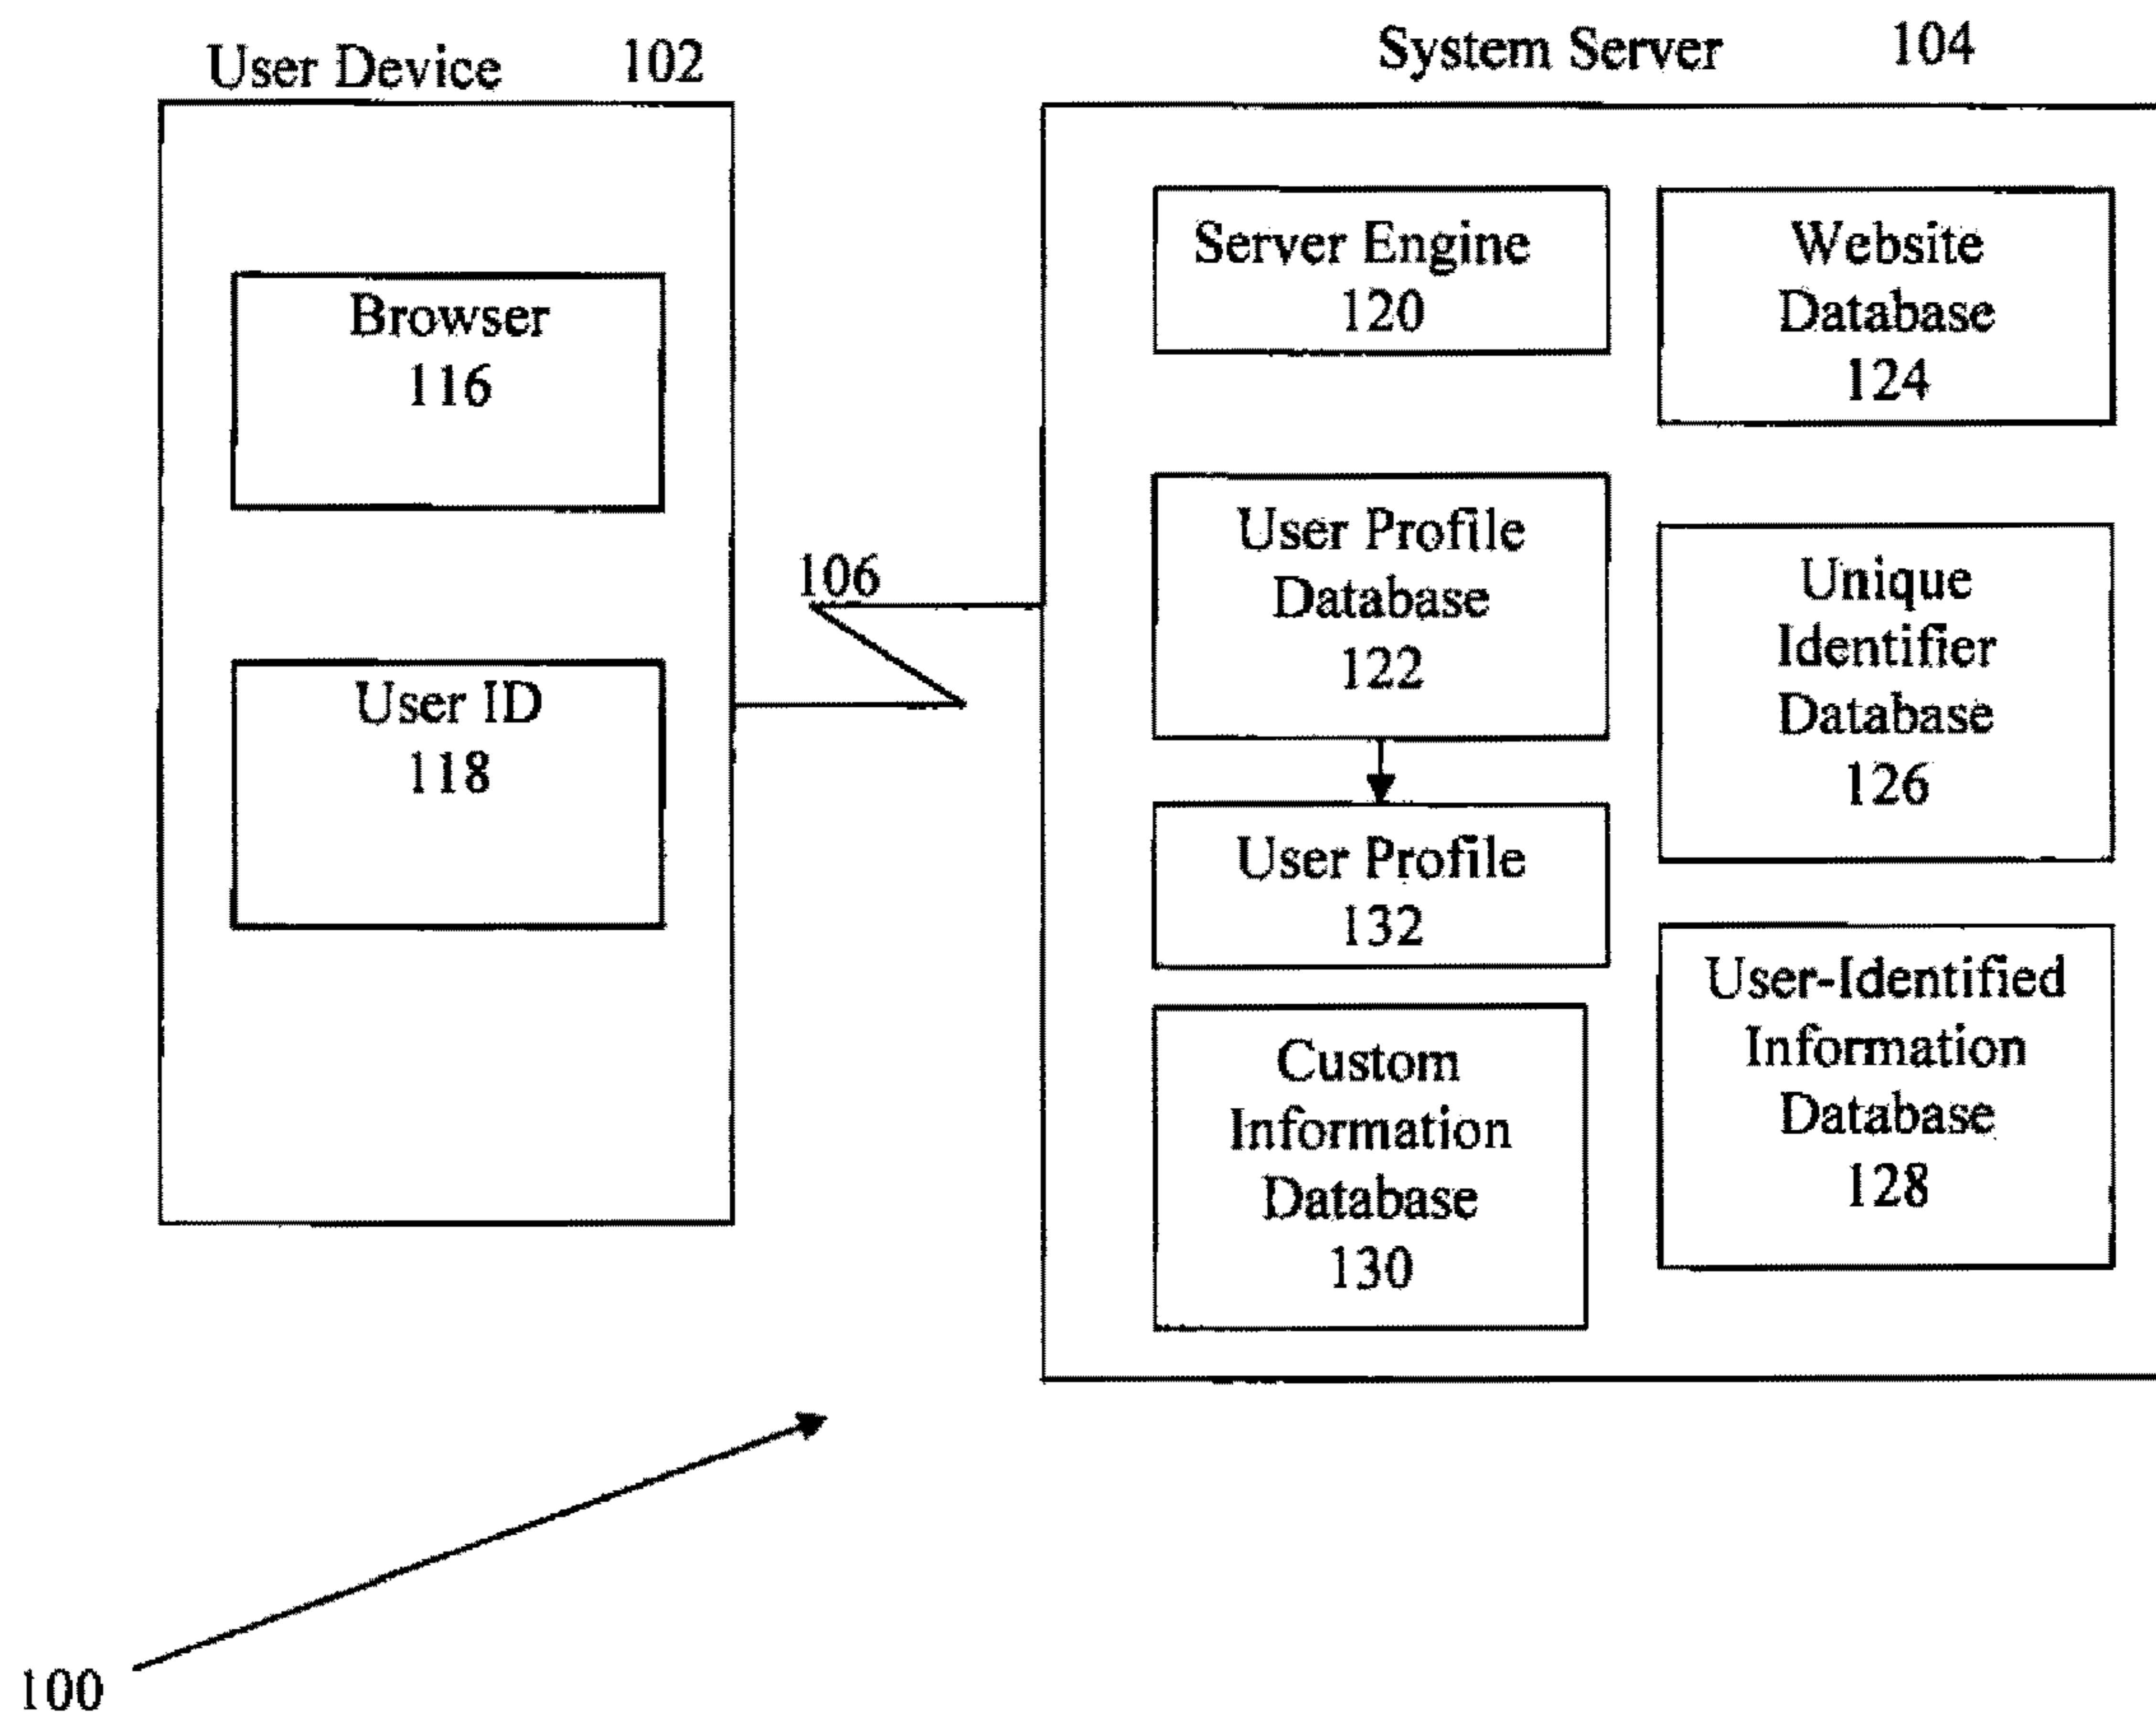 User Device 102
Browser
116
User ID
118
106
System Server 104
Server Engine
120
Website
Database
124
User Profile
Database
122
Unique
Identifier
Database
126
User Profile
132
User-Identified
Information
Database
128
Custom
Information
Database
130
100